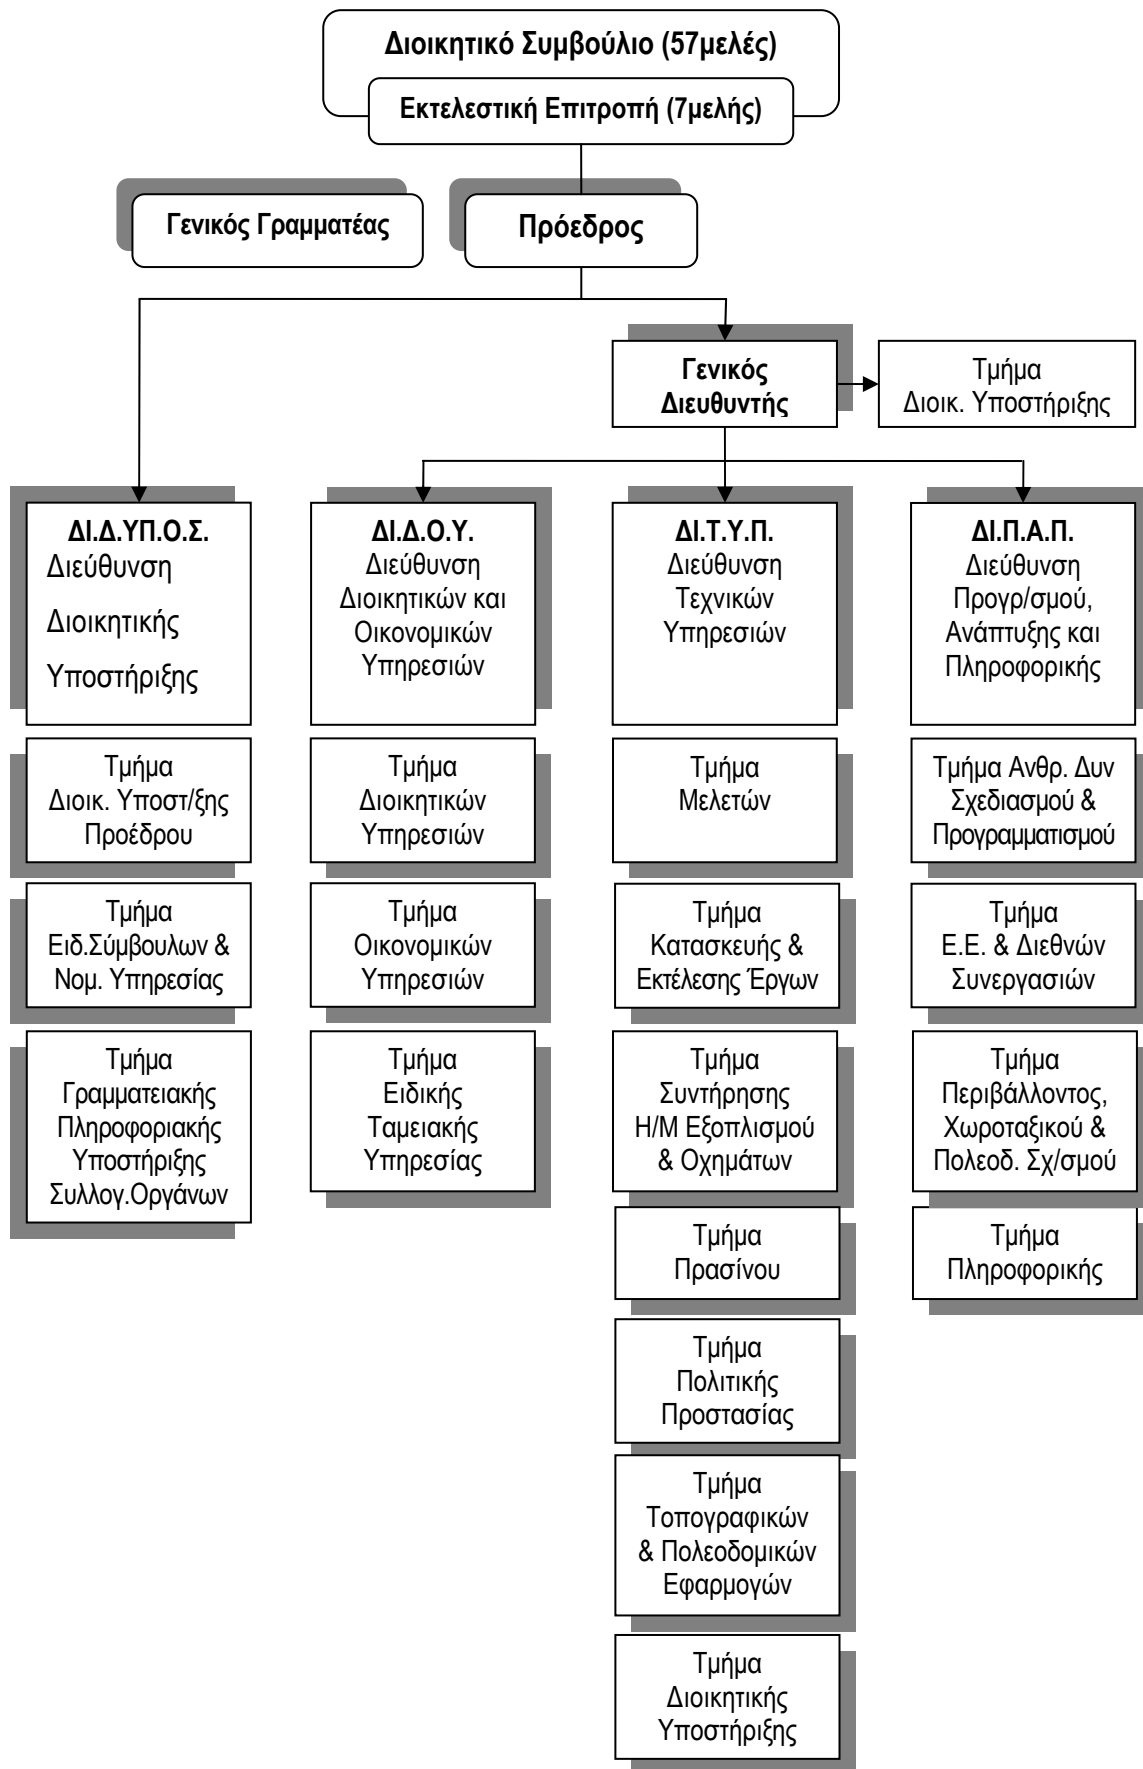 Διοικητικό Συμβούλιο (57μελές)
Εκτελεστική Επιτροπή (7μελής)
Γενικός Γραμματέας
Πρόεδρος
Γενικός
Διευθυντής
Τμήμα
Διοικ. Υποστήριξης
ΔΙ.Δ.ΥΠ.Ο.Σ.
Διεύθυνση
Διοικητικής
Υποστήριξης
Τμήμα
Διοικ. Υποστ/ξης
Προέδρου
Τμήμα
Ειδ.Σύμβουλων &
Νομ. Υπηρεσίας
Τμήμα
Γραμματειακής
Πληροφοριακής
Υποστήριξης
Συλλογ.Οργάνων
ΔΙ.Δ.Ο.Υ.
Διεύθυνση
Διοικητικών και
Οικονομικών
Υπηρεσιών
Τμήμα
Διοικητικών
Υπηρεσιών
Τμήμα
Οικονομικών
Υπηρεσιών
Τμήμα
Ειδικής
Ταμειακής
Υπηρεσίας
ΔΙ.Τ.Υ.Π.
Διεύθυνση
Τεχνικών
Υπηρεσιών
Τμήμα
Μελετών
Τμήμα
Κατασκευής &
Εκτέλεσης Έργων
Τμήμα
Συντήρησης
Η/Μ Εξοπλισμού
& Οχημάτων
Τμήμα
Πρασίνου
Τμήμα
Πολιτικής
Προστασίας
Τμήμα
Τοπογραφικών
& Πολεοδομικών
Εφαρμογών
Τμήμα
Διοικητικής
Υποστήριξης
ΔΙ.Π.Α.Π.
Διεύθυνση
Προγρ/σμού,
Ανάπτυξης και
Πληροφορικής
Τμήμα Ανθρ. Δυν
Σχεδιασμού &
Προγραμματισμού
Τμήμα
Ε.Ε. & Διεθνών
Συνεργασιών
Τμήμα
Περιβάλλοντος,
Χωροταξικού &
Πολεοδ. Σχ/σμού
Τμήμα
Πληροφορικής